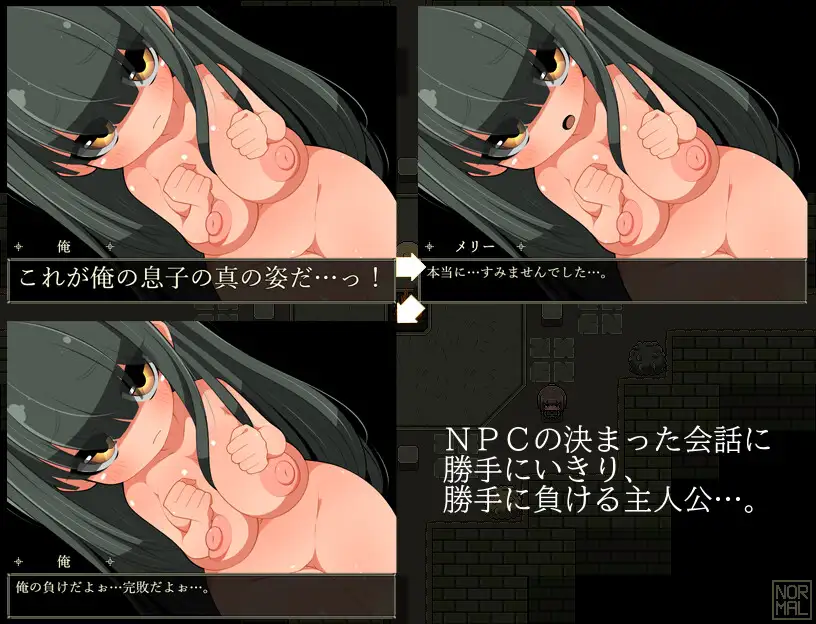 俺
これが俺の息子の真の姿だ…っ！
メリー
本当に…すみませんでした…。
俺
俺の負けだよぉ…完敗だよぉ…。
ＮＰＣの決まった会話に
勝手にいきり、
勝手に負ける主人公…。
NOR
MAL